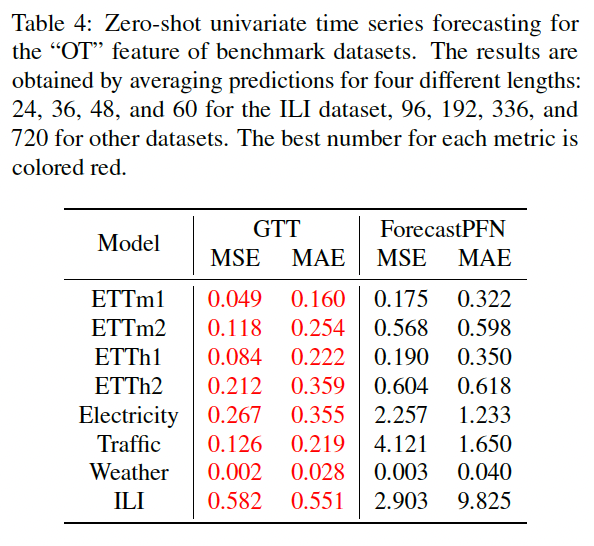 Table 4: Zero-shot univariate time series forecasting for
the “OT” feature of benchmark datasets. The results are
obtained by averaging predictions for four different lengths:
24, 36, 48, and 60 for the ILI dataset, 96, 192, 336, and
720 for other datasets. The best number for each metric is
colored red.
Model GTT ForecastPFN
MSE MAE MSE MAE
ETTm1 0.049 0.160 0.175 0.322
ETTm2 0.118 0.254 0.568 0.598
ETTh1 0.084 0.222 0.190 0.350
ETTh2 0.212 0.359 0.604 0.618
Electricity 0.267 0.355 2.257 1.233
Traffic 0.126 0.219 4.121 1.650
Weather 0.002 0.028 0.003 0.040
ILI 0.582 0.551 2.903 9.825